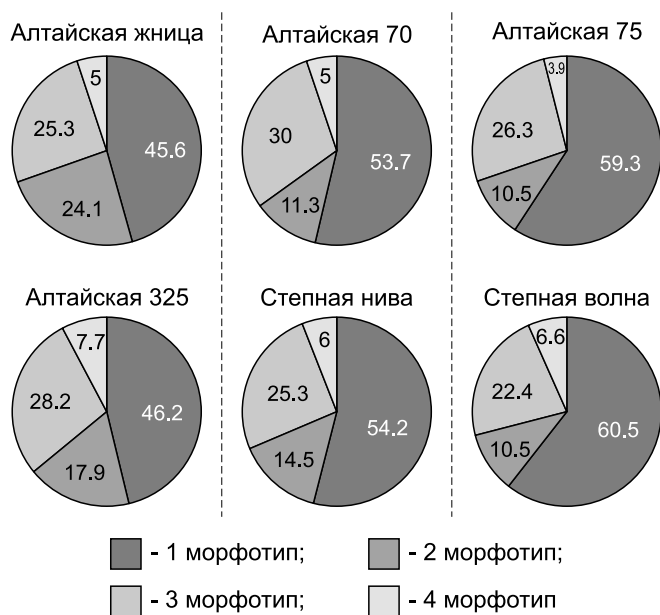 Алтайская жница
5
45.6
24.1
25.3
Алтайская 70
5
53.7
11.3
30
Алтайская 75
3.9
59.3
10.5
26.3
Алтайская 325
7.7
46.2
17.9
28.2
Степная нива
6
54.2
14.5
25.3
Степная волна
6.6
60.5
10.5
22.4
- 1 морфотип;
- 2 морфотип;
- 3 морфотип;
- 4 морфотип